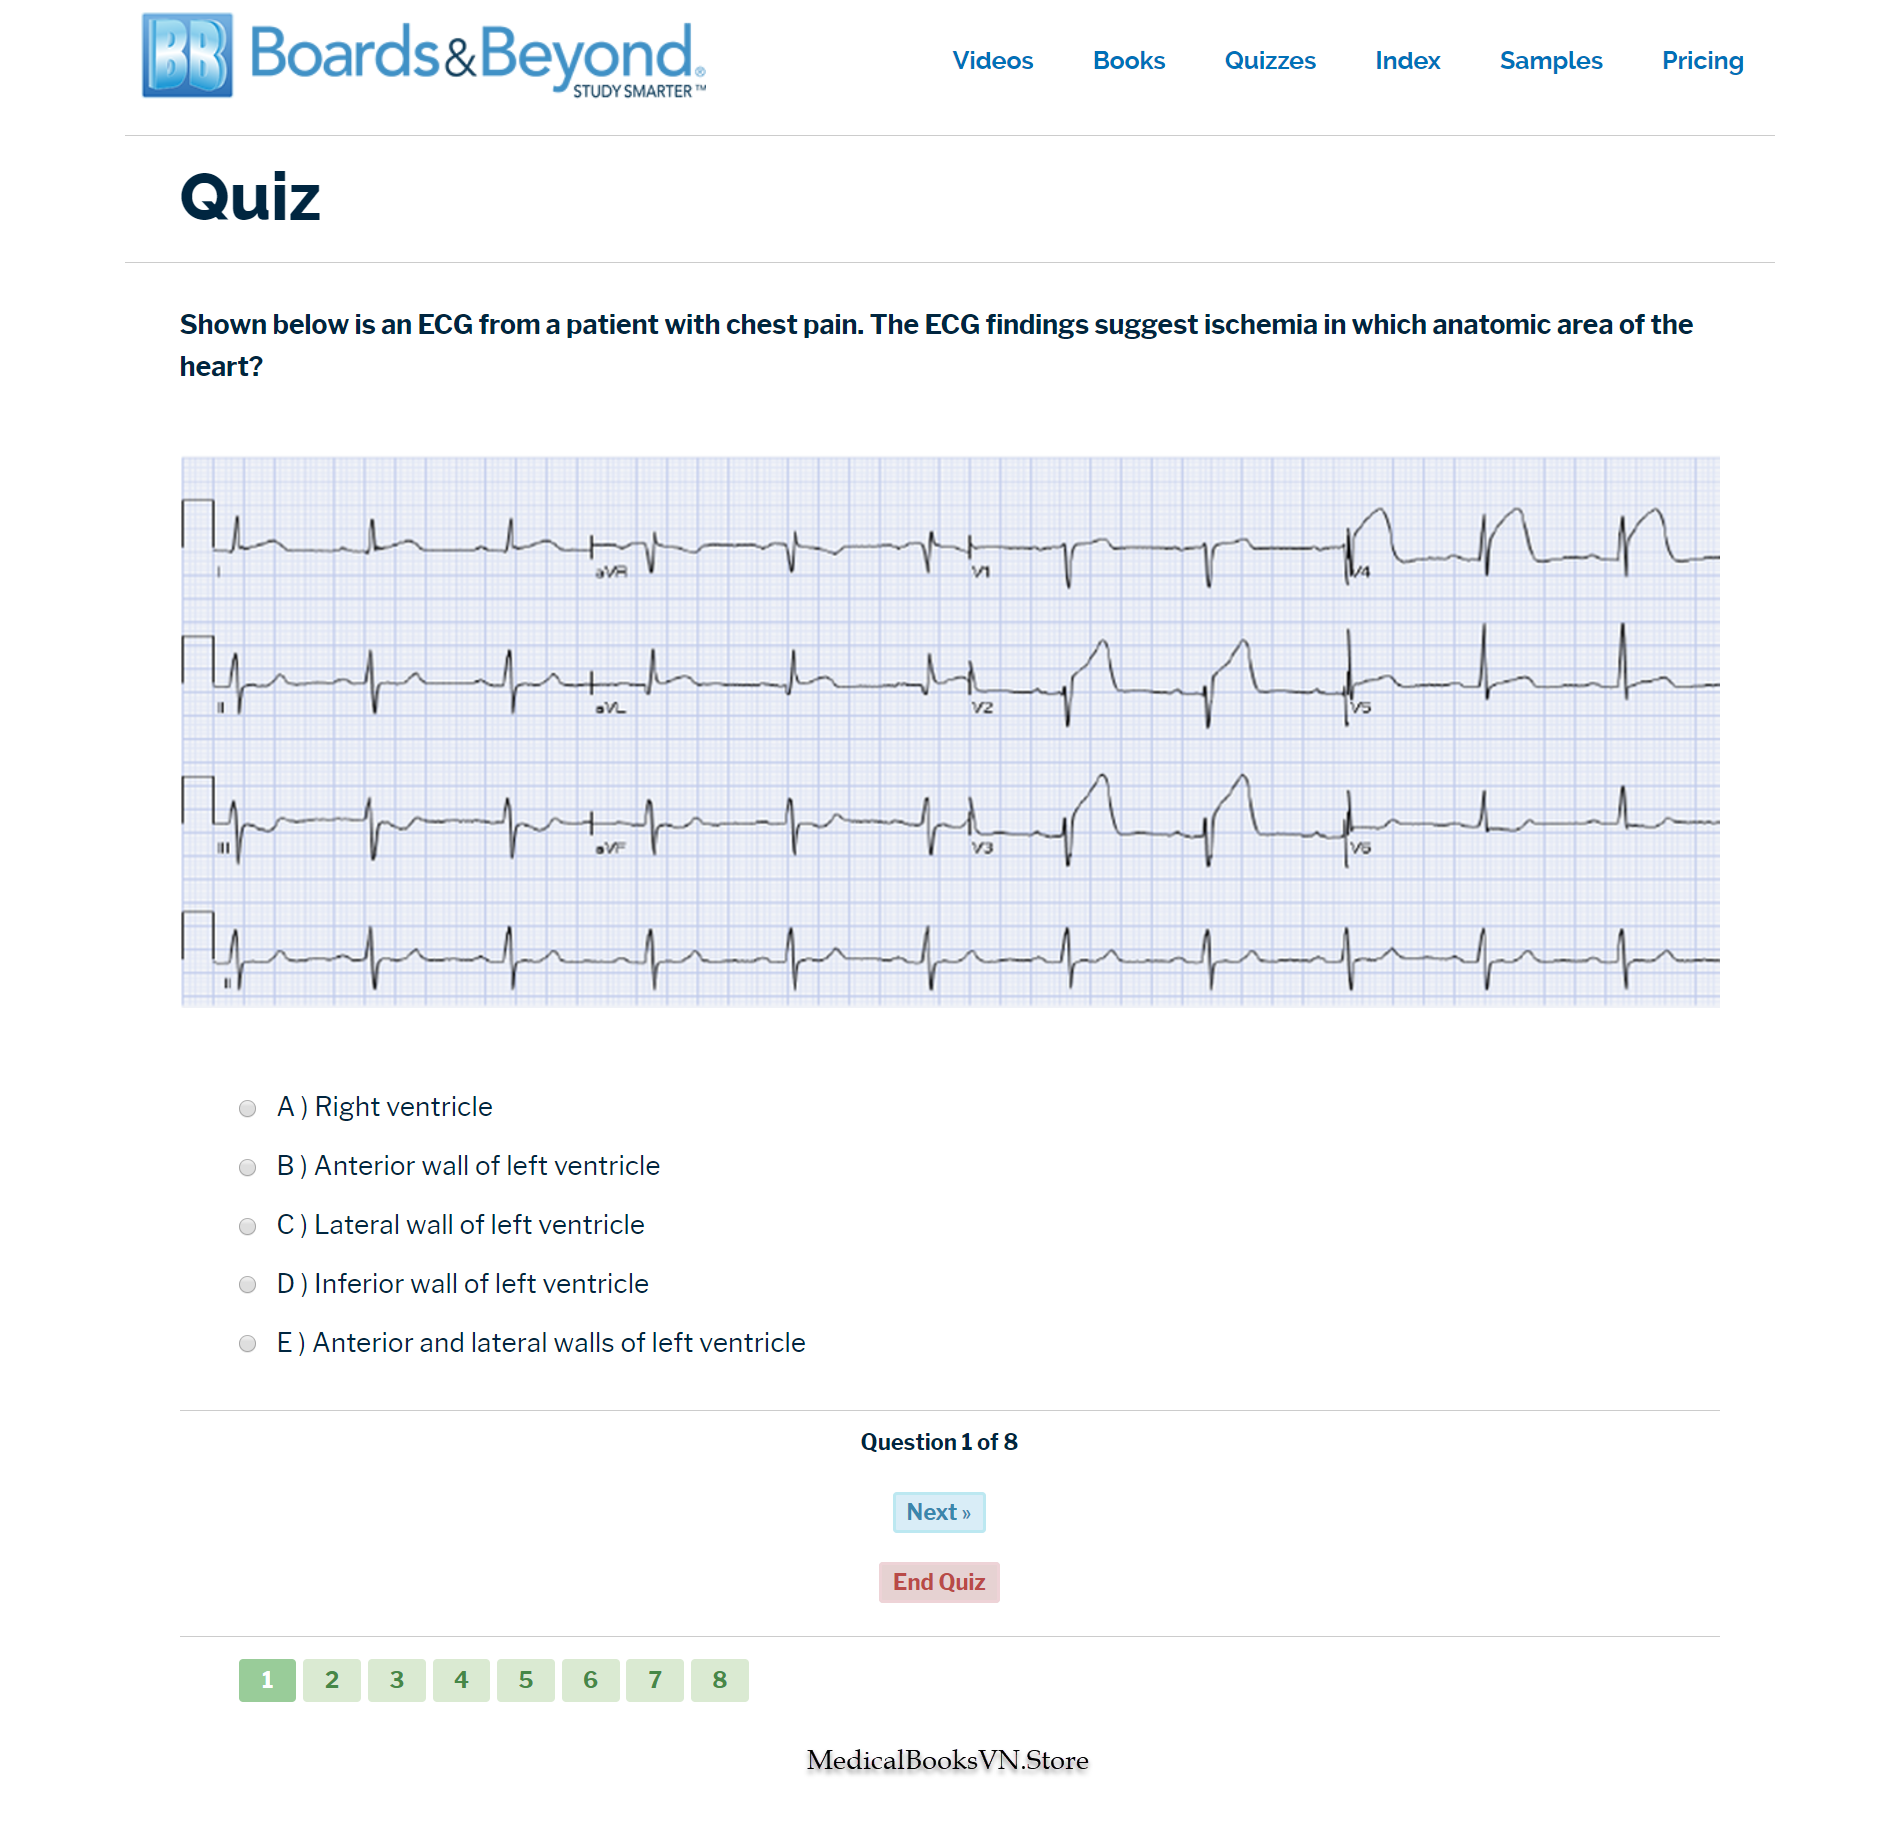 BB Boards&Beyond®
STUDY SMARTER™
Videos Books Quizzes Index Samples Pricing
Quiz
Shown below is an ECG from a patient with chest pain. The ECG findings suggest ischemia in which anatomic area of the
heart?
I aVR V1 V4
II aVL V2 V5
III aVF V3 V6
II
A ) Right ventricle
B ) Anterior wall of left ventricle
C ) Lateral wall of left ventricle
D ) Inferior wall of left ventricle
E ) Anterior and lateral walls of left ventricle
Question 1 of 8
Next »
End Quiz
1 2 3 4 5 6 7 8
MedicalBooksVN.Store